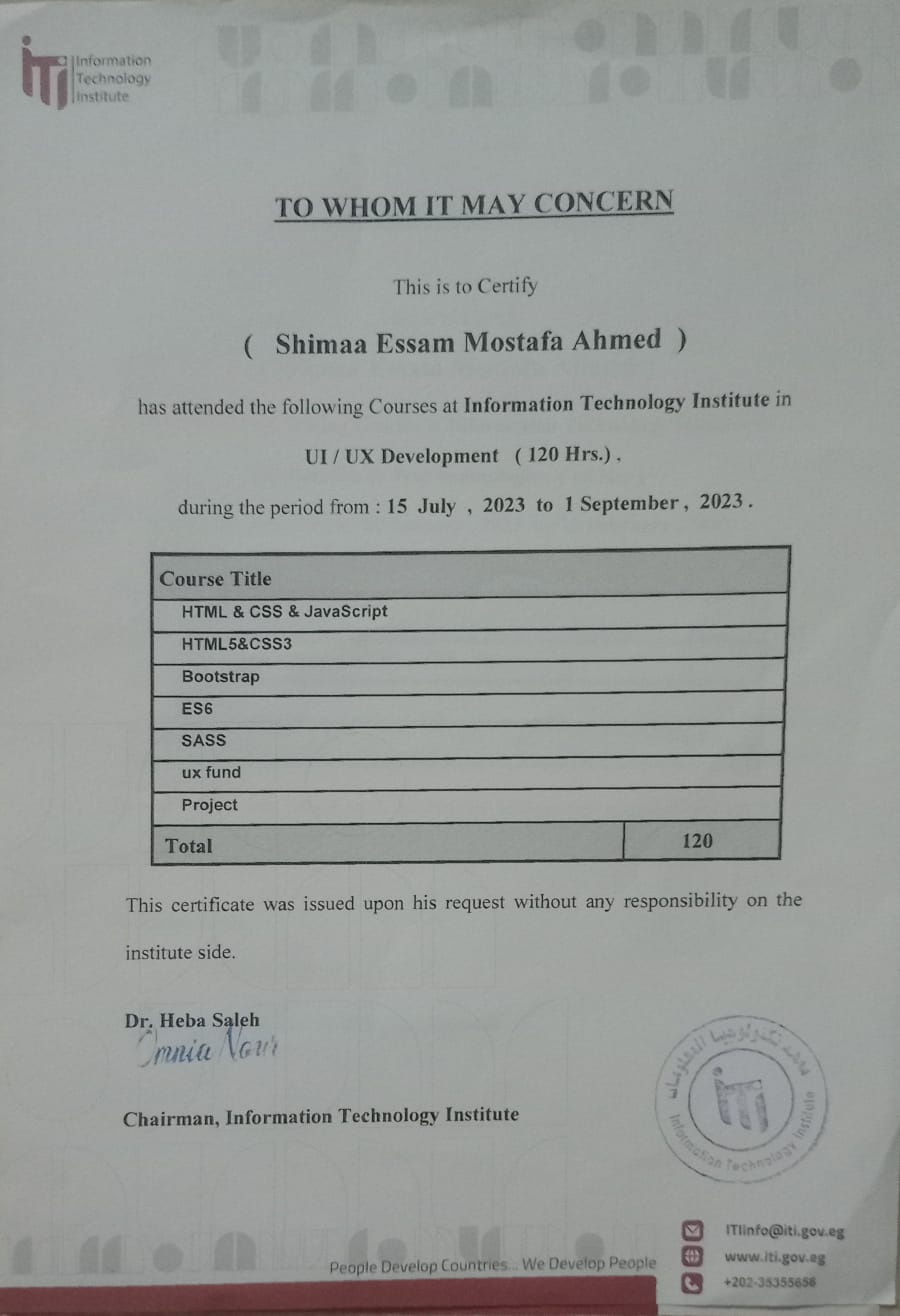 iTi
Information
Technology
Institute
TO WHOM IT MAY CONCERN
This is to Certify
( Shimaa Essam Mostafa Ahmed )
has attended the following Courses at Information Technology Institute in
UI / UX Development ( 120 Hrs.) ,
during the period from : 15 July , 2023 to 1 September , 2023 .
Course Title
HTML & CSS & JavaScript
HTML5&CSS3
Bootstrap
ES6
SASS
ux fund
Project
Total 120
This certificate was issued upon his request without any responsibility on the
institute side.
Dr. Heba Saleh
Omnia Nour
Chairman, Information Technology Institute
معهد تكنولوجيا المعلومات
iTi
Information Technology Institute
ITIinfo@iti.gov.eg
www.iti.gov.eg
+202-35355656
People Develop Countries... We Develop People